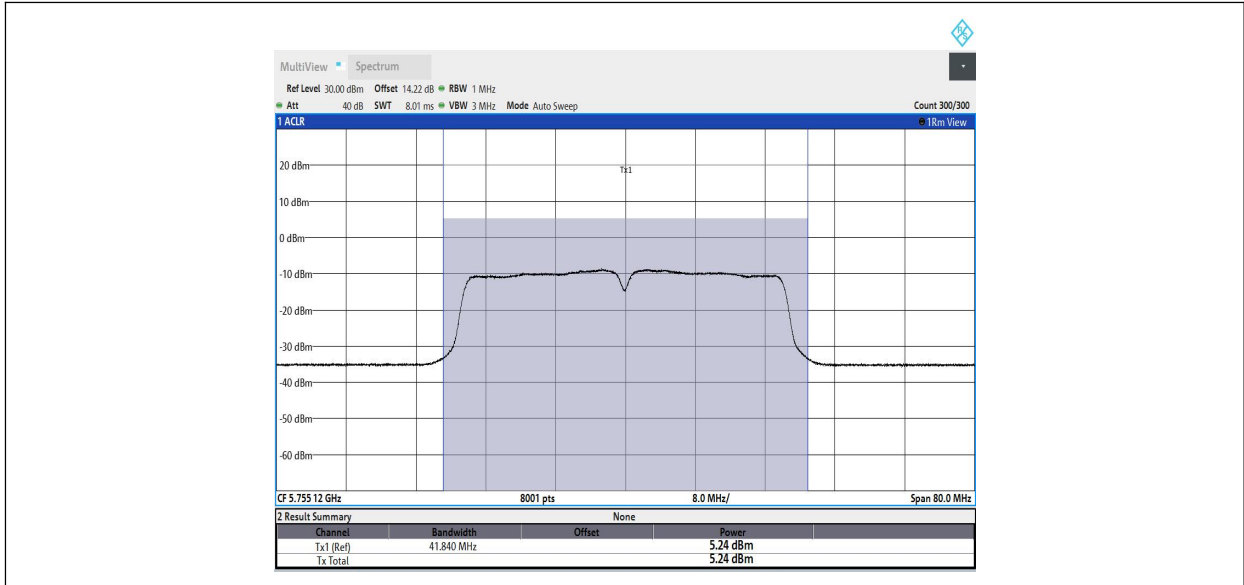 R&S
MultiView Spectrum
Ref Level 30.00 dBm Offset 14.22 dB RBW 1 MHz
Att 40 dB SWT 8.01 ms VBW 3 MHz Mode Auto Sweep Count 300/300
1 ACLR 1Rm View
20 dBm
Tx1
10 dBm
0 dBm
-10 dBm
-20 dBm
-30 dBm
-40 dBm
-50 dBm
-60 dBm
CF 5.755 12 GHz 8001 pts 8.0 MHz/ Span 80.0 MHz
2 Result Summary None
Channel Bandwidth Offset Power
Tx1 (Ref) 41.840 MHz 5.24 dBm
Tx Total 5.24 dBm